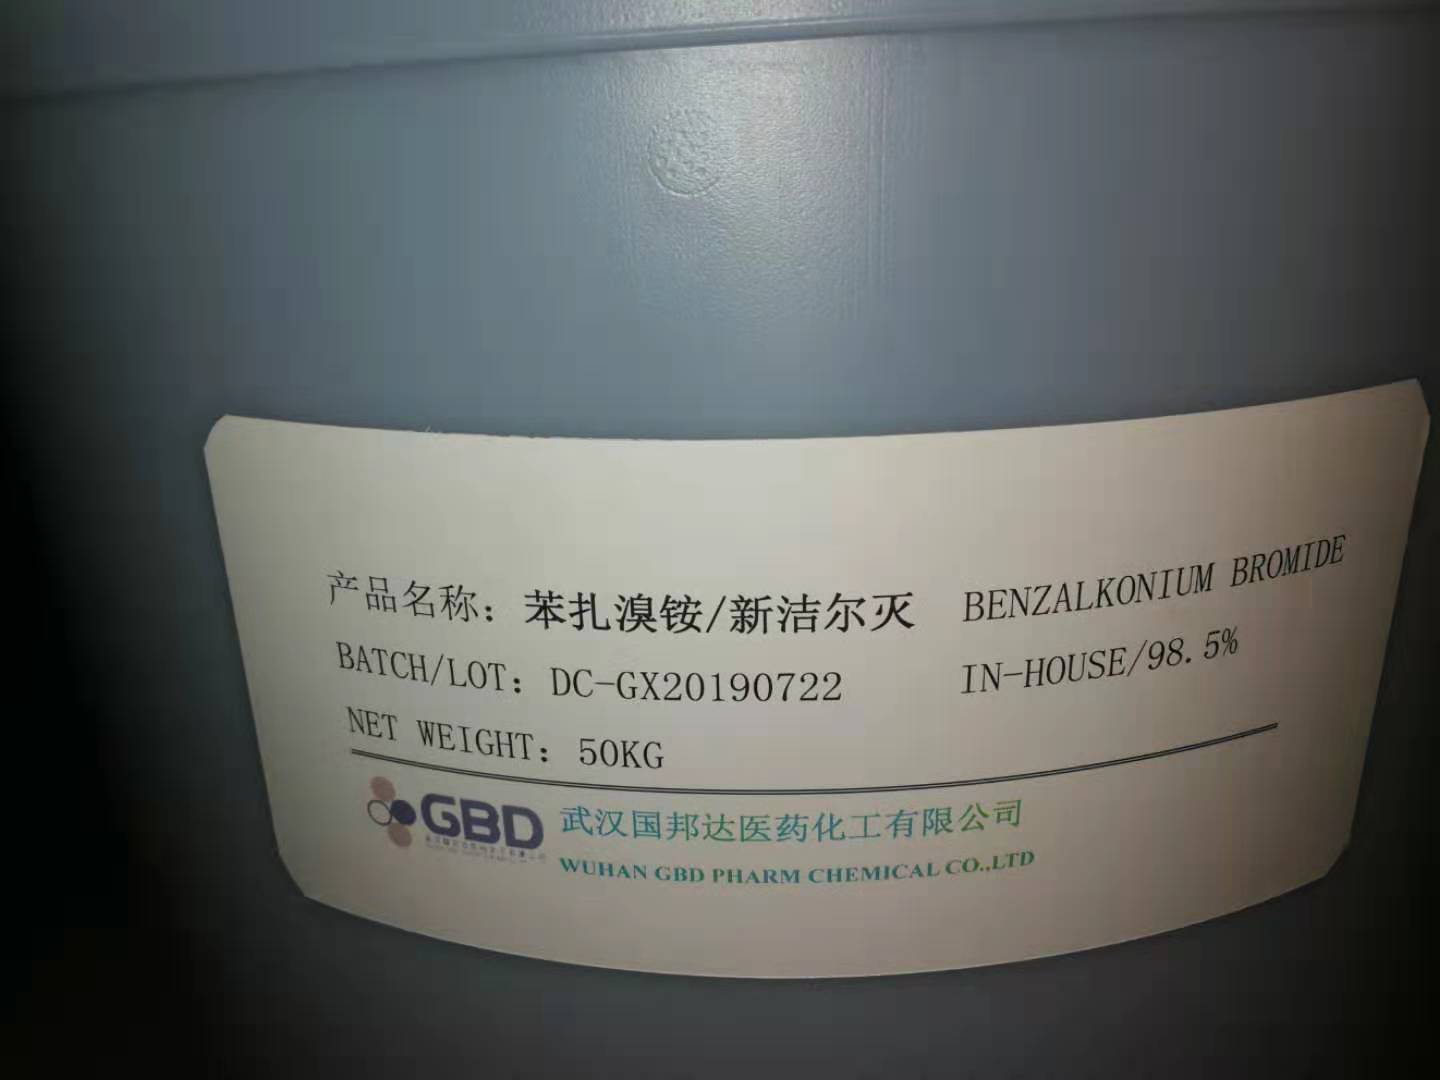 产品名称：苯扎溴铵/新洁尔灭 BENZALKONIUM BROMIDE
BATCH/LOT：DC-GX20190722 IN-HOUSE/98.5%
NET WEIGHT：50KG
GBD 武汉国邦达医药化工有限公司
WUHAN GBD PHARM CHEMICAL CO.,LTD